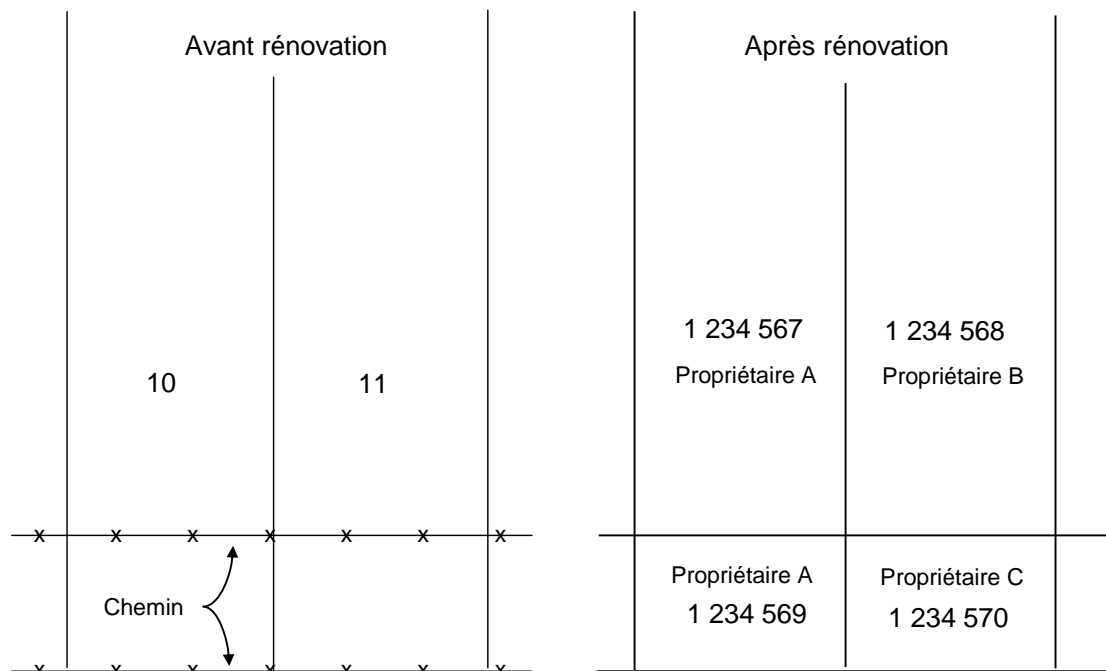 Avant rénovation
10
11
x x x x x x x
Chemin
x x x x x x x
Après rénovation
1 234 567
Propriétaire A
1 234 568
Propriétaire B
Propriétaire A
1 234 569
Propriétaire C
1 234 570